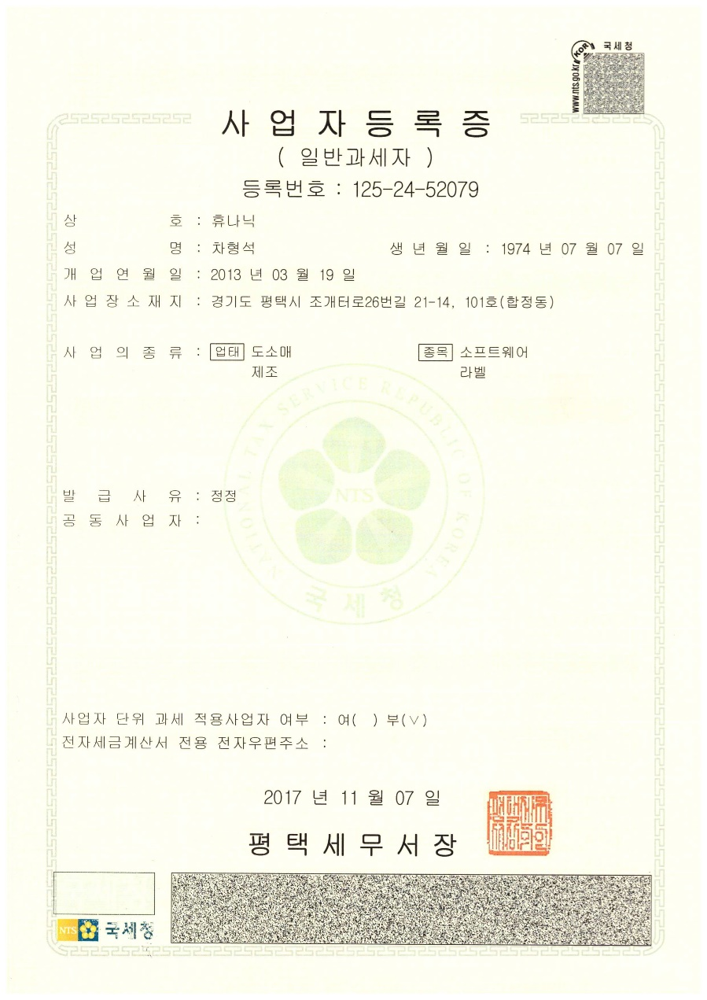 국세청
KOR
www.nts.go.kr
사업자등록증
( 일반과세자 )
등록번호 : 125-24-52079
상 호 : 휴나닉
성 명 : 차형석 생년월일 : 1974 년 07 월 07 일
개업연월일 : 2013 년 03 월 19 일
사업장소재지 : 경기도 평택시 조개터로26번길 21-14, 101호(합정동)
사업의종류 : 업태 도소매 종목 소프트웨어
제조 라벨
NATIONAL TAX SERVICE REPUBLIC OF KOREA
NTS
국세청
발급사유 : 정정
공동사업자 :
사업자 단위 과세 적용사업자 여부 : 여( ) 부(∨)
전자세금계산서 전용 전자우편주소 :
2017 년 11 월 07 일
평택세무서장
NTS 국세청